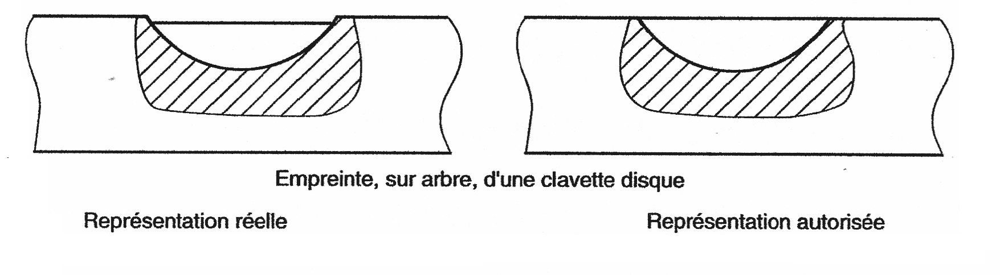 Empreinte, sur arbre, d'une clavette disque
Représentation réelle
Représentation autorisée